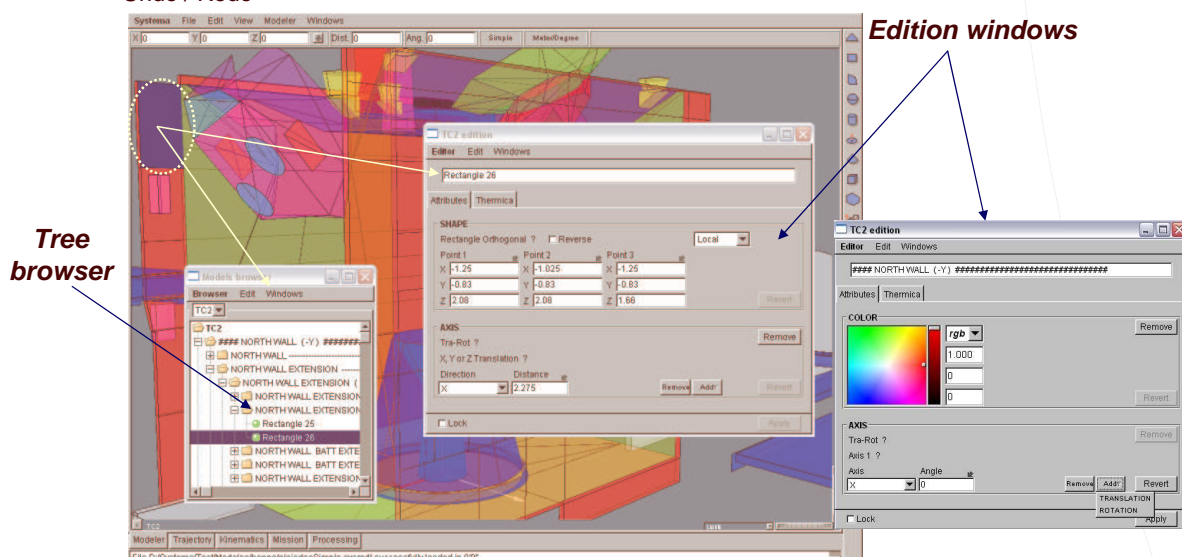 Undo / Redo
Systema File Edit View Modeler Windows
X 0 Y 0 Z 0 Dist. 0 Ang. 0 Simple Meter/Degree
Edition windows
Tree
browser
TC2 edition
Editor Edit Windows
Rectangle 26
Attributes Thermica
SHAPE
Rectangle Orthogonal ? Reverse Local
Point 1 Point 2 Point 3
X -1.25 X -1.025 X -1.25
Y -0.83 Y -0.83 Y -0.83
Z 2.08 Z 2.08 Z 1.66 Revert
AXIS
Remove
Tra-Rot ?
X, Y or Z Translation ?
Direction Distance
X 2.275 Remove Add Revert
Lock Apply
Models browser
Browser Edit Windows
TC2
TC2
#### NORTH WALL (-Y) #######
NORTH WALL
NORTH WALL EXTENSION
NORTH WALL EXTENSION (
NORTH WALL EXTENSION
NORTH WALL EXTENSION
Rectangle 25
Rectangle 26
NORTH WALL BATT EXTE
NORTH WALL BATT EXTE
NORTH WALL EXTENSION
TC2 edition
Editor Edit Windows
#### NORTH WALL (-Y) ##############################
Attributes Thermica
COLOR
Remove
rgb
1.000
0
0 Revert
AXIS
Remove
Tra-Rot ?
Axis 1 ?
Axis Angle
X 0 Remove Add Revert
TRANSLATION
ROTATION
Lock Apply
TC2
Modeler Trajectory Kinematics Mission Processing